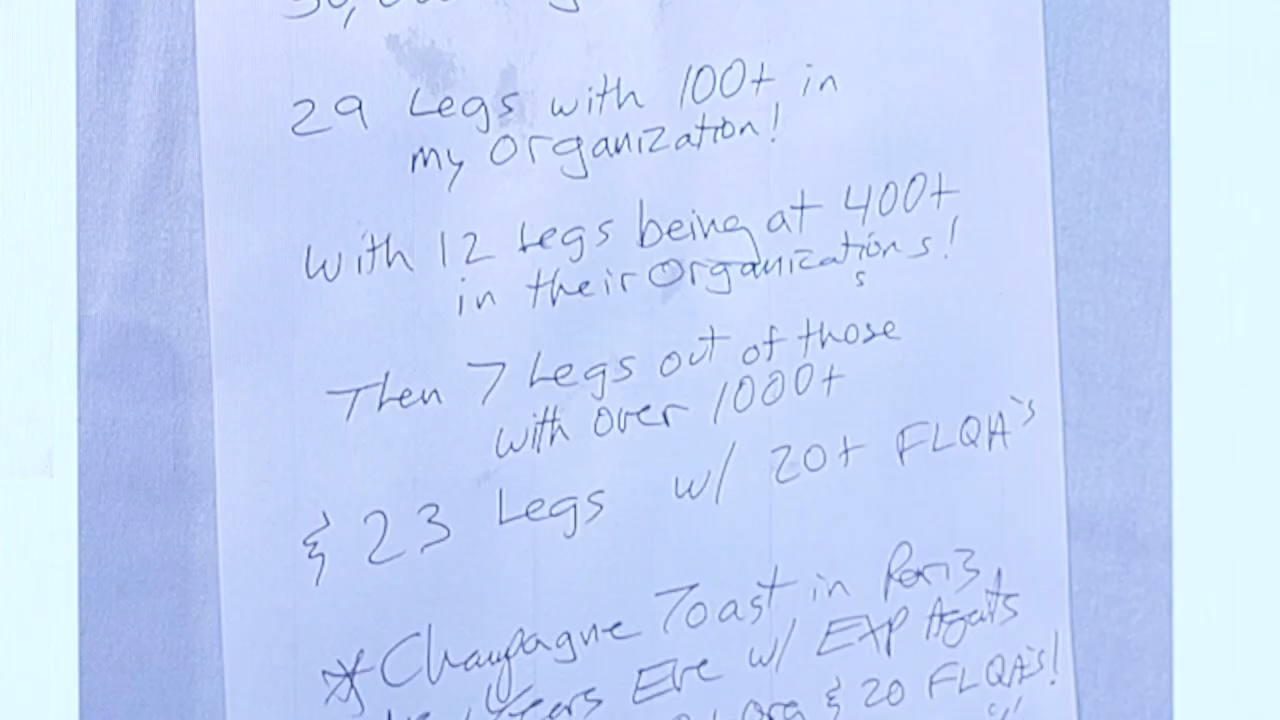 29 Legs with 100+ in
my organization!
With 12 Legs being at 400+
in their Organizations!
s
Then 7 Legs out of those
with over 1000+
& 23 Legs w/ 20+ FLQA's
* Champagne Toast in Paris,
Years Eve w/ EXP Agents
org & 20 FLQA's!